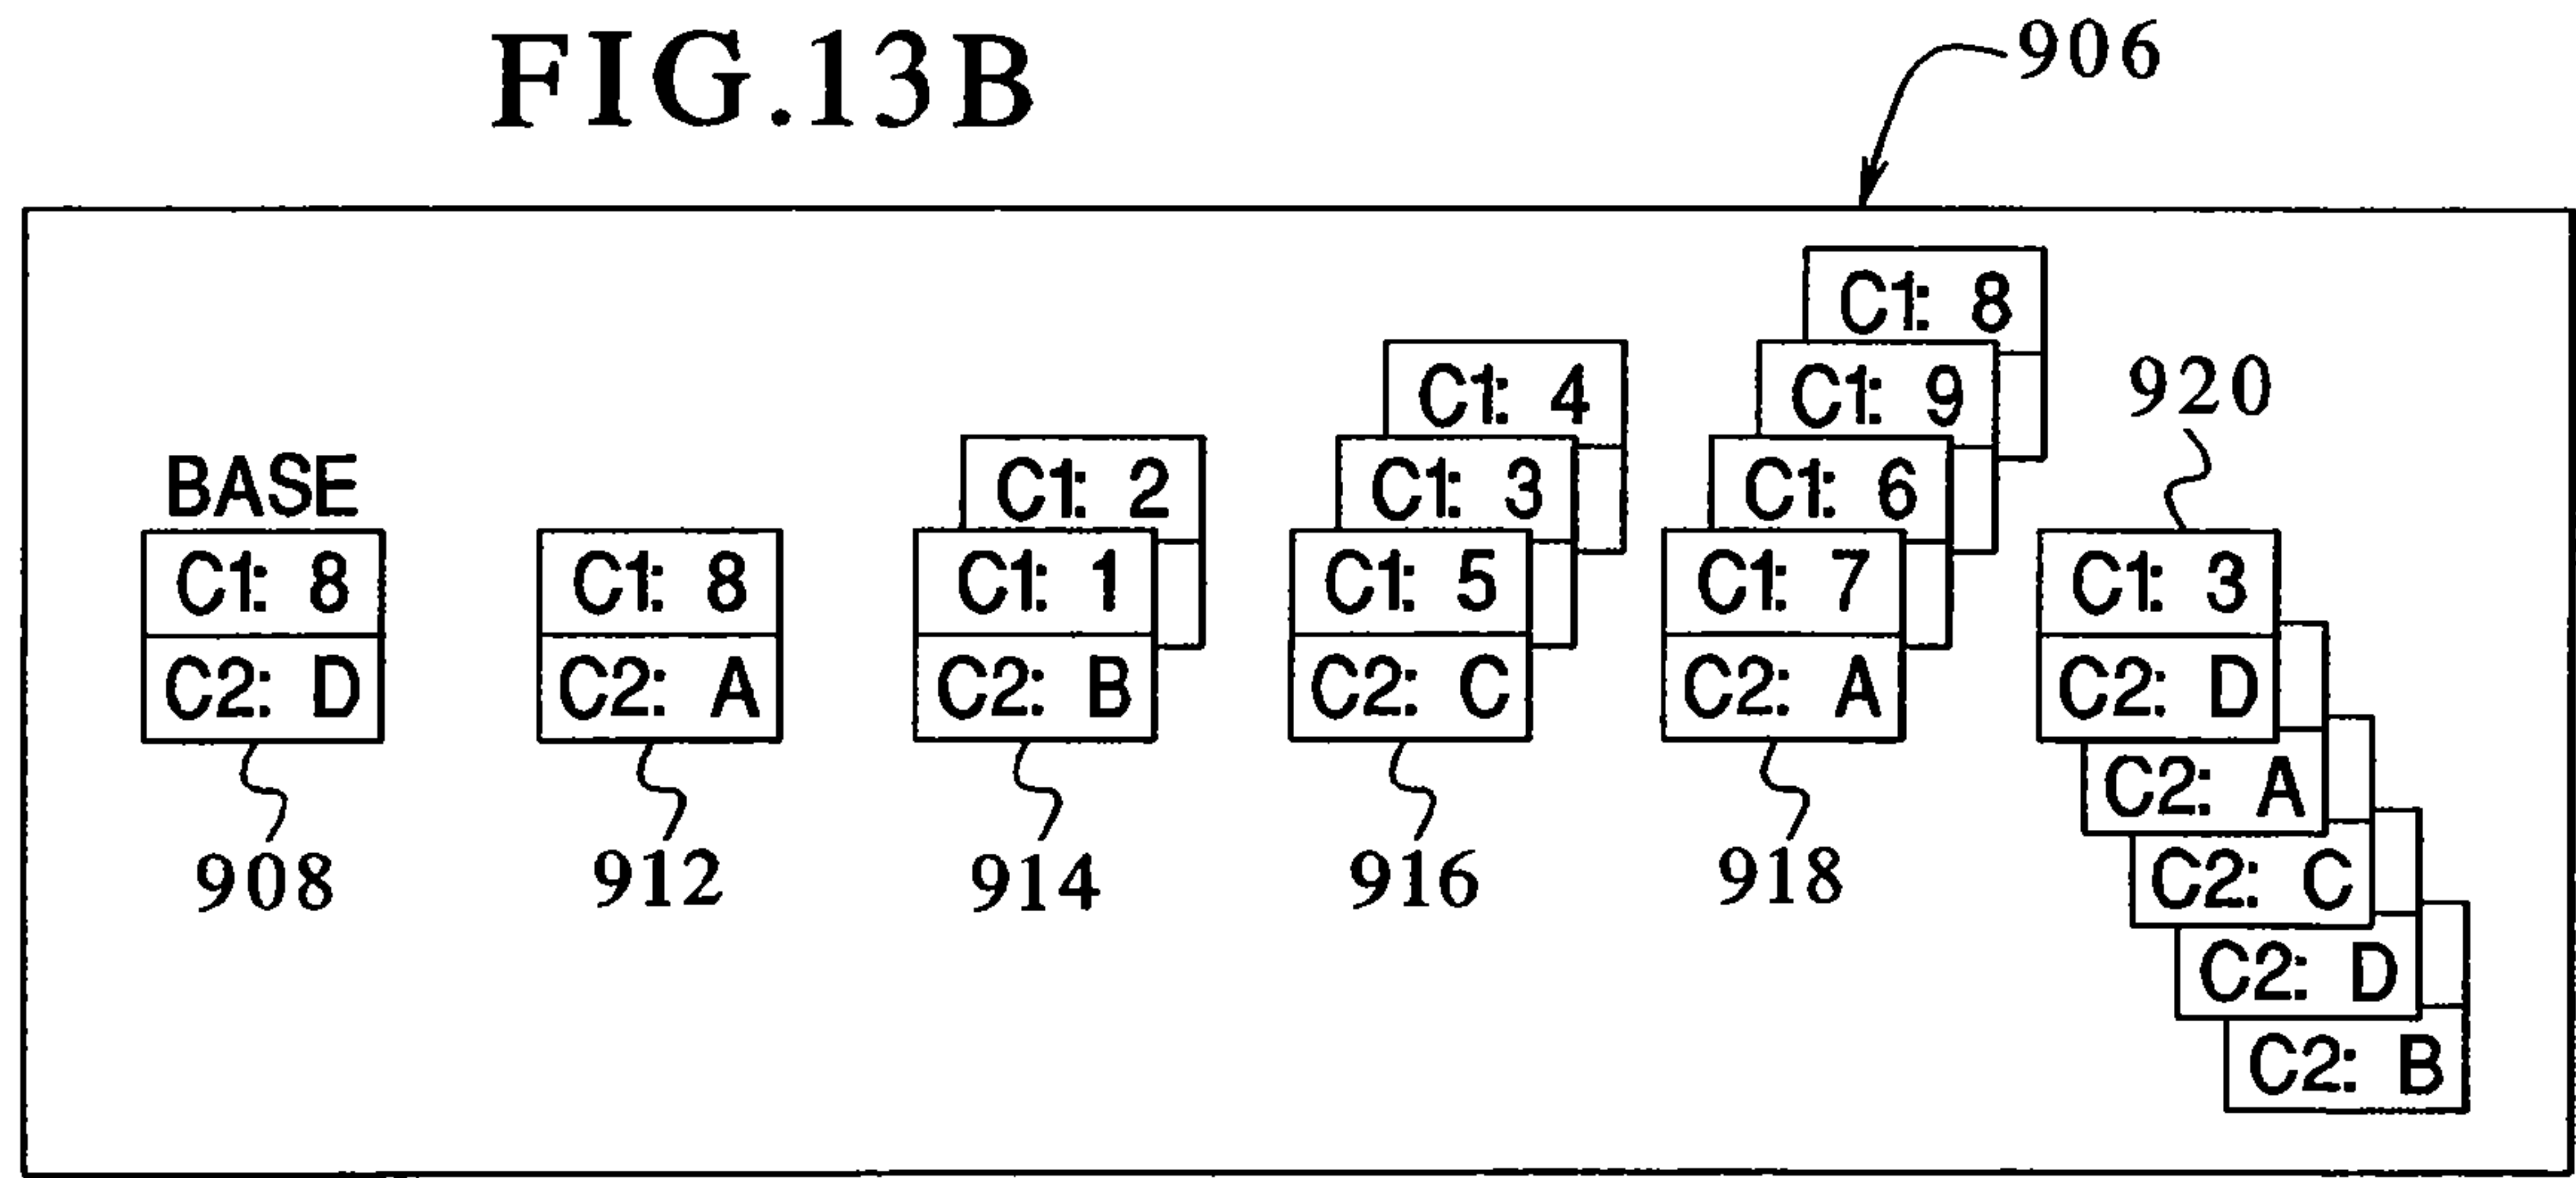 FIG.13B
906
BASE
C1: 8
C2: D
908
C1: 8
C2: A
912
C1: 2
C1: 1
C2: B
914
C1: 4
C1: 3
C1: 5
C2: C
916
C1: 8
C1: 9
C1: 6
C1: 7
C2: A
918
920
C1: 3
C2: D
C2: A
C2: C
C2: D
C2: B